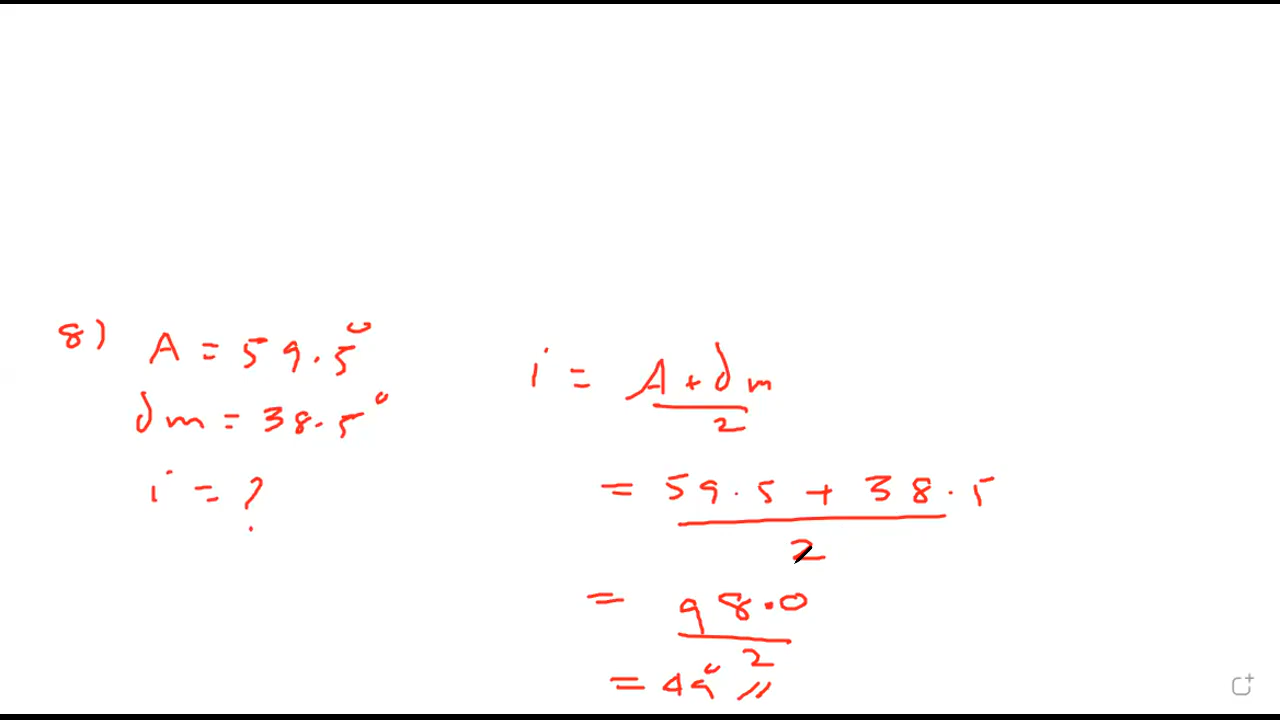 8) A = 59.5°
δm = 38.5°
i = ?
i = A + δm
2
= 59.5 + 38.5
2
= 98.0
2
= 49° //